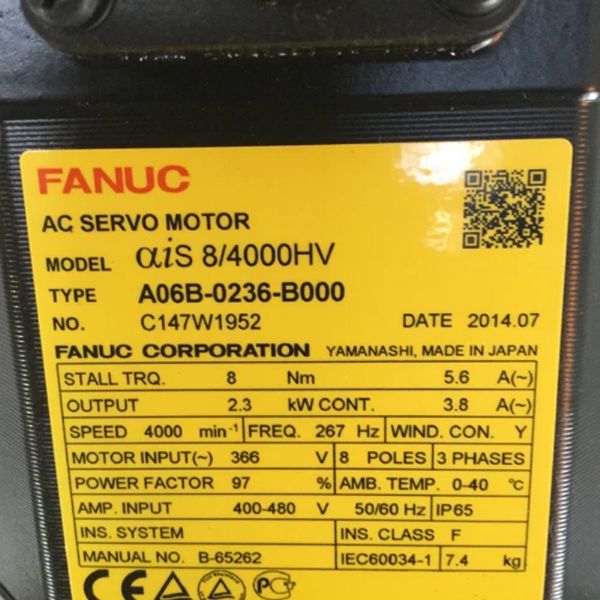 FANUC
AC SERVO MOTOR
MODEL αiS 8/4000HV
TYPE A06B-0236-B000
NO. C147W1952 DATE 2014.07
FANUC CORPORATION YAMANASHI, MADE IN JAPAN
STALL TRQ. 8 Nm 5.6 A(~)
OUTPUT 2.3 kW CONT. 3.8 A(~)
SPEED 4000 min⁻¹ FREQ. 267 Hz WIND. CON. Y
MOTOR INPUT(~) 366 V 8 POLES 3 PHASES
POWER FACTOR 97 % AMB. TEMP. 0-40 ℃
AMP. INPUT 400-480 V 50/60 Hz IP65
INS. SYSTEM INS. CLASS F
MANUAL NO. B-65262 IEC60034-1 7.4 kg
CE